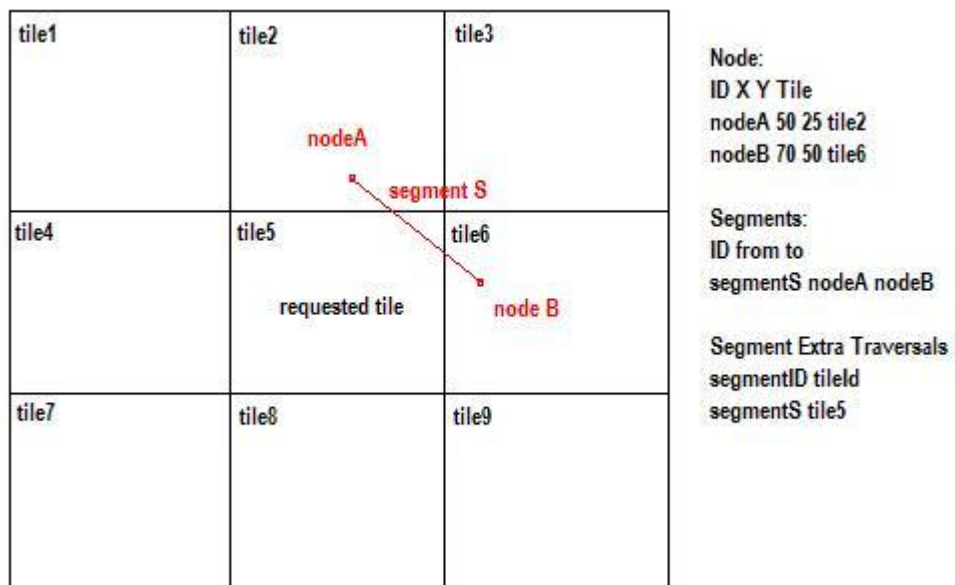 tile1
tile2
tile3
nodeA
segment S
tile4
tile5
tile6
requested tile
node B
tile7
tile8
tile9
Node:
ID X Y Tile
nodeA 50 25 tile2
nodeB 70 50 tile6
Segments:
ID from to
segmentS nodeA nodeB
Segment Extra Traversals
segmentID tileId
segmentS tile5